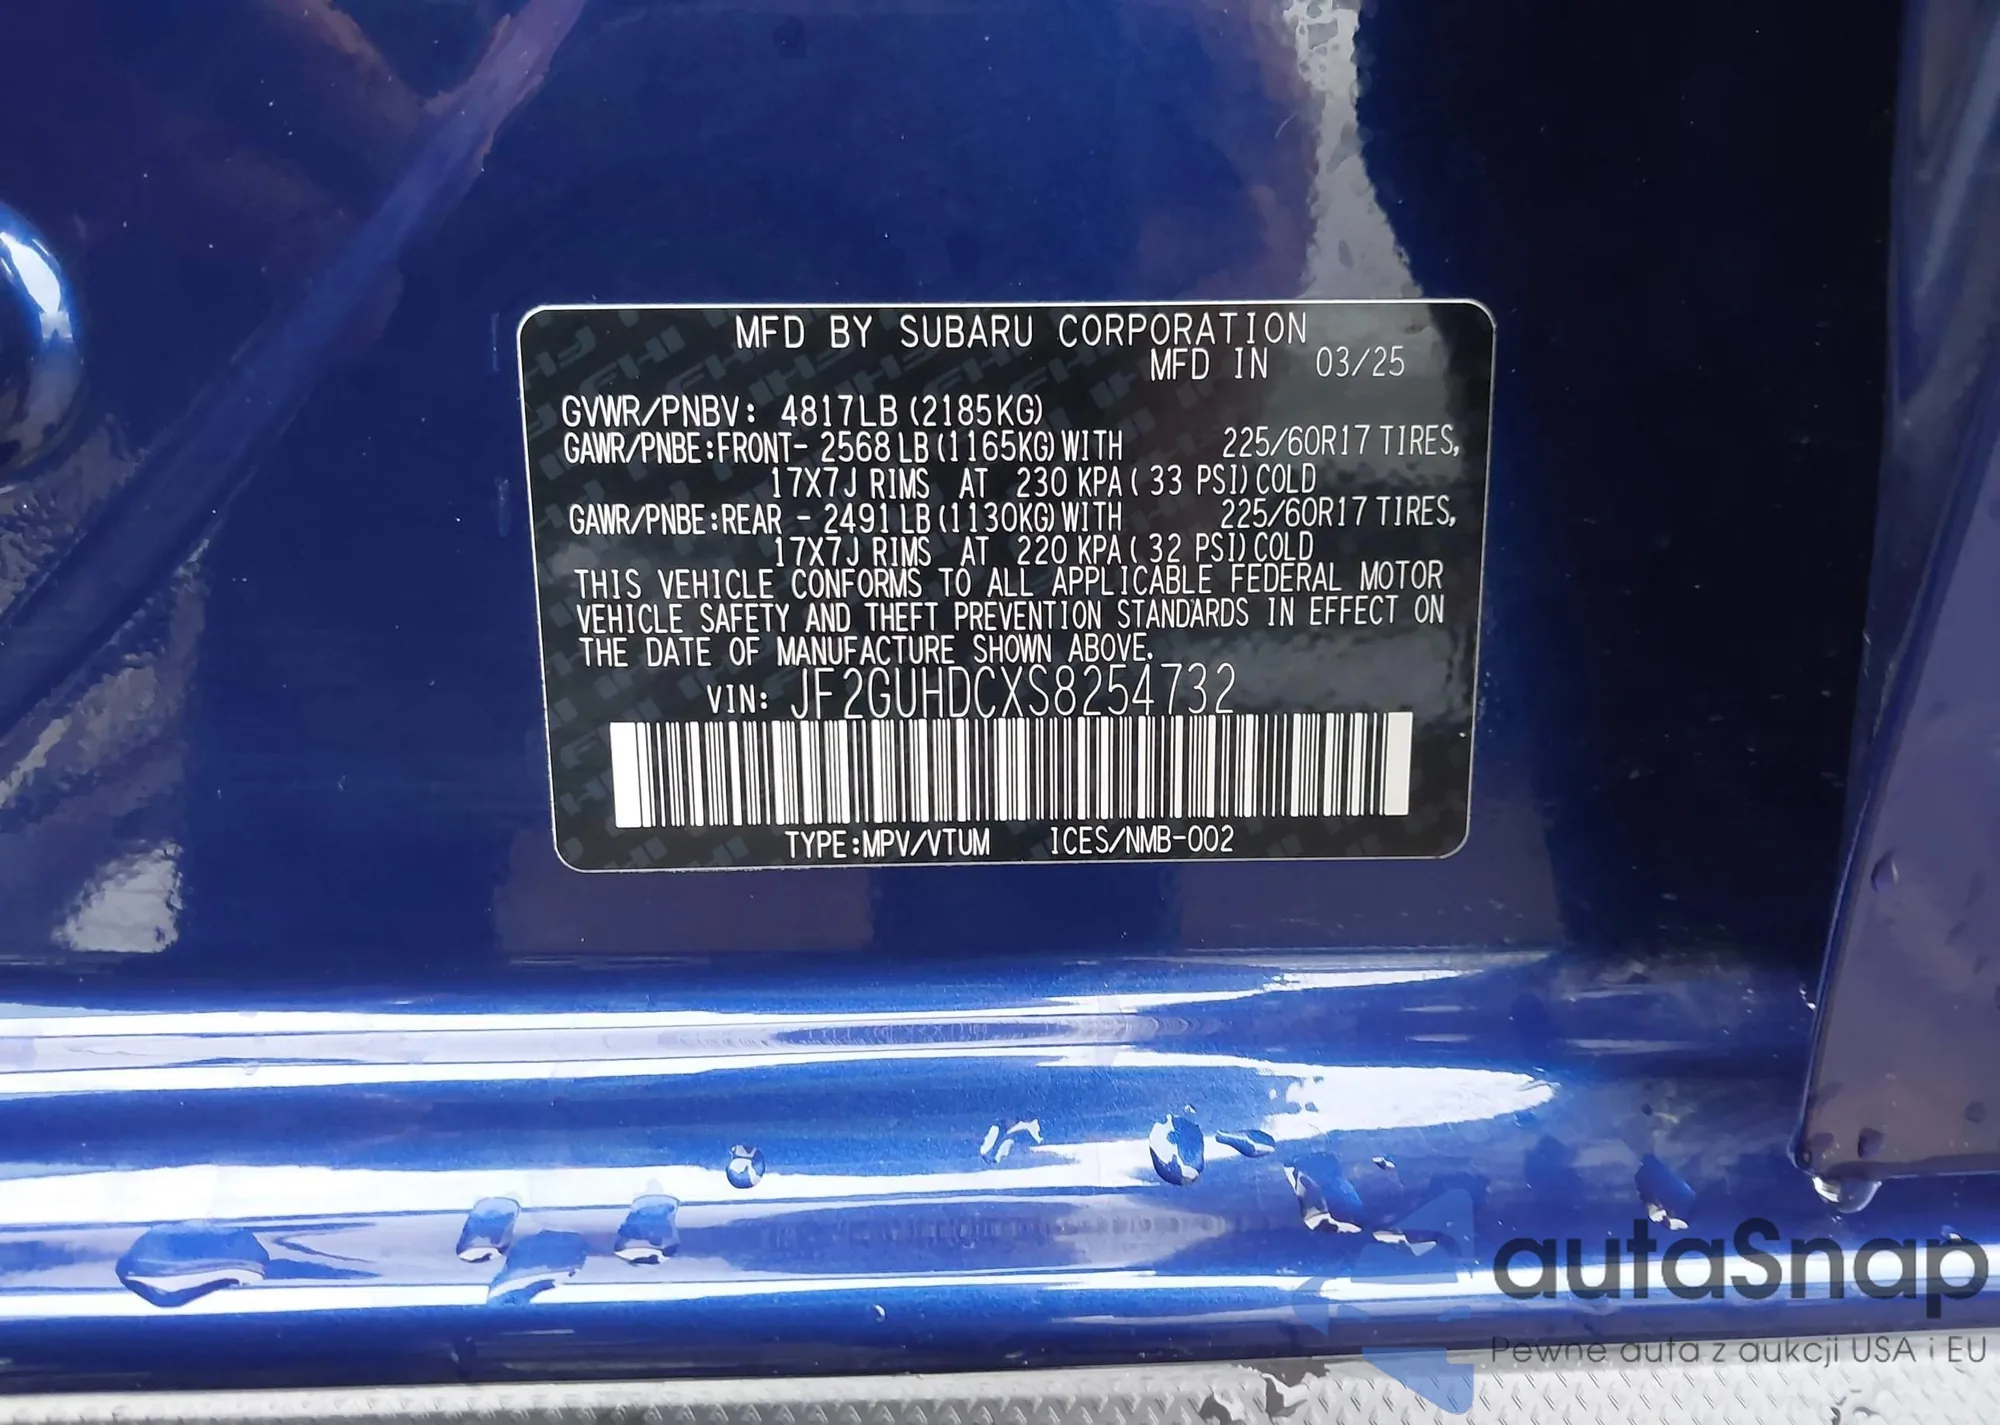 MFD BY SUBARU CORPORATION
MFD IN 03/25
GVWR/PNBV: 4817LB (2185KG)
GAWR/PNBE:FRONT- 2568 LB (1165KG) WITH 225/60R17 TIRES,
17X7J RIMS AT 230 KPA ( 33 PSI) COLD
GAWR/PNBE:REAR - 2491 LB (1130KG) WITH 225/60R17 TIRES,
17X7J RIMS AT 220 KPA ( 32 PSI) COLD
THIS VEHICLE CONFORMS TO ALL APPLICABLE FEDERAL MOTOR
VEHICLE SAFETY AND THEFT PREVENTION STANDARDS IN EFFECT ON
THE DATE OF MANUFACTURE SHOWN ABOVE.
VIN: JF2GUHDCXS8254732
TYPE:MPV/VTUM ICES/NMB-002
autaSnap
Pewne auta z aukcji USA i EU